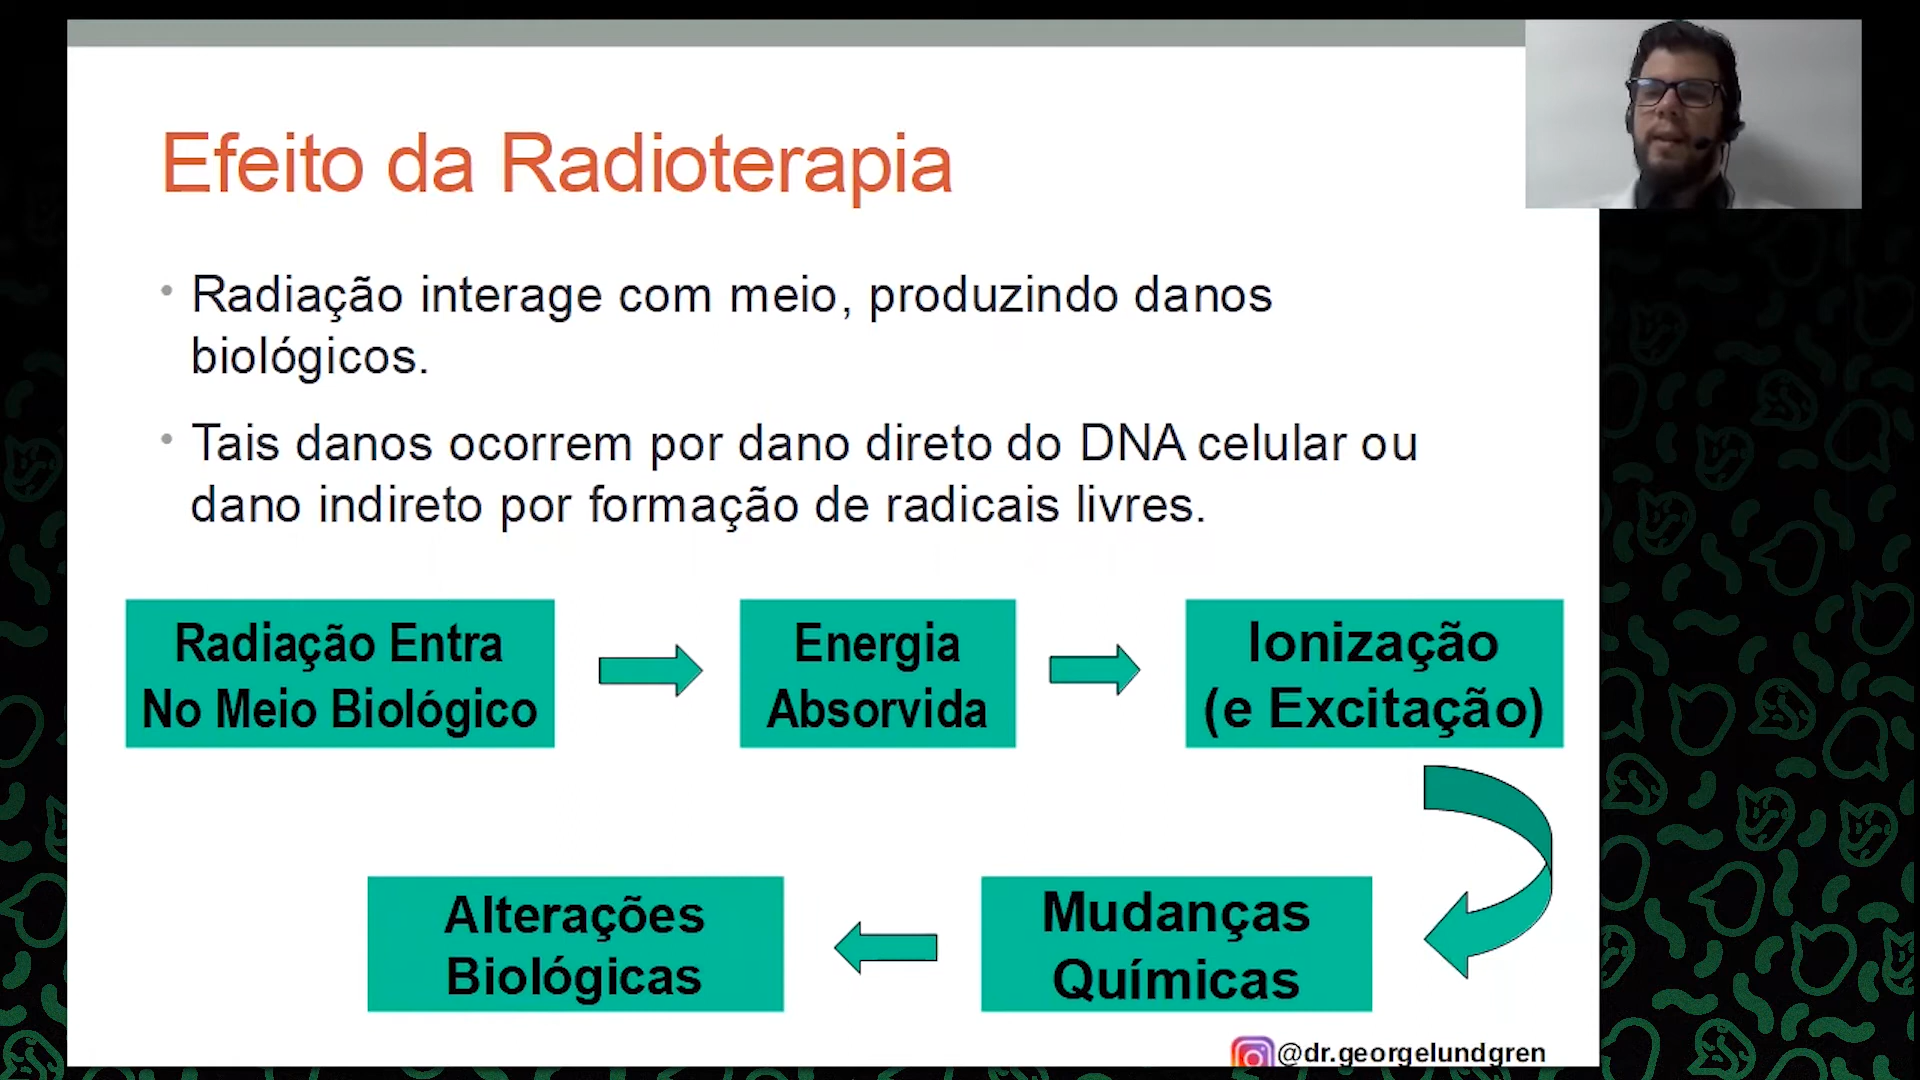 Efeito da Radioterapia
Radiação interage com meio, produzindo danos
biológicos.
Tais danos ocorrem por dano direto do DNA celular ou
dano indireto por formação de radicais livres.
Radiação Entra
No Meio Biológico
Energia
Absorvida
Ionização
(e Excitação)
Mudanças
Químicas
Alterações
Biológicas
@dr.georgelundgren